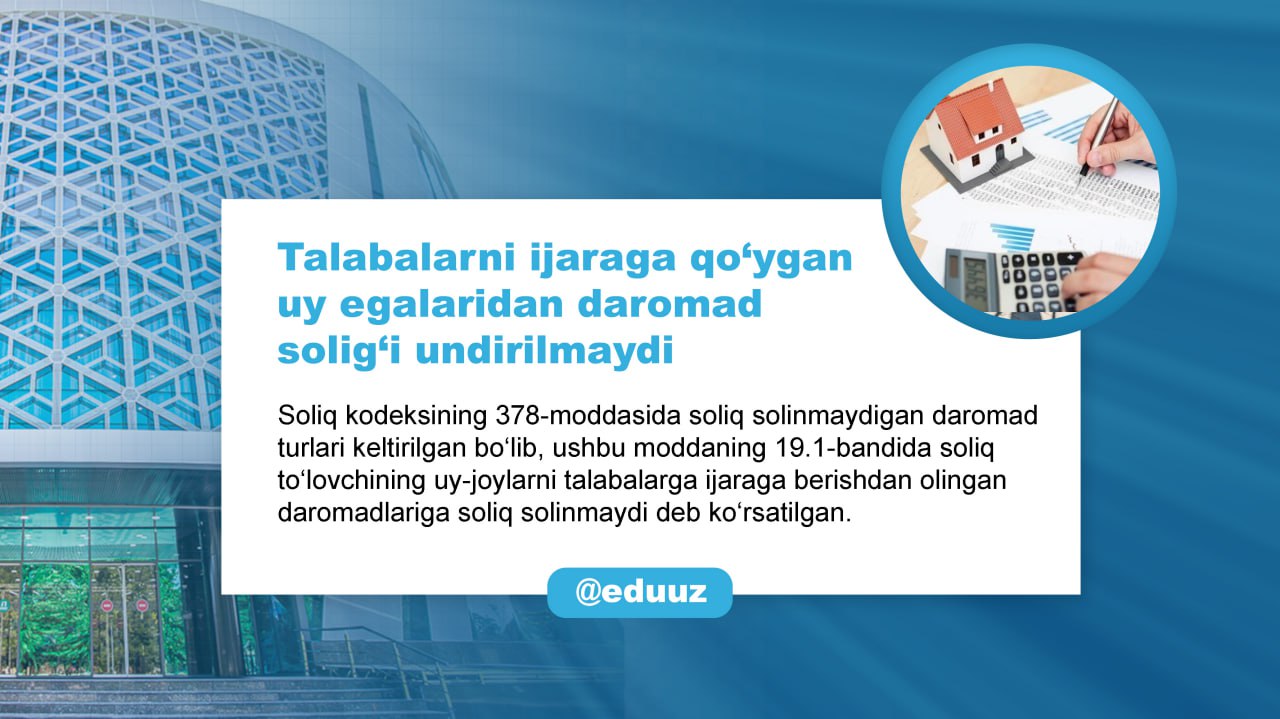 Talabalarni ijaraga qo‘ygan
uy egalaridan daromad
solig‘i undirilmaydi
Soliq kodeksining 378-moddasida soliq solinmaydigan daromad
turlari keltirilgan bo‘lib, ushbu moddaning 19.1-bandida soliq
to‘lovchining uy-joylarni talabalarga ijaraga berishdan olingan
daromadlariga soliq solinmaydi deb ko‘rsatilgan.
@eduuz